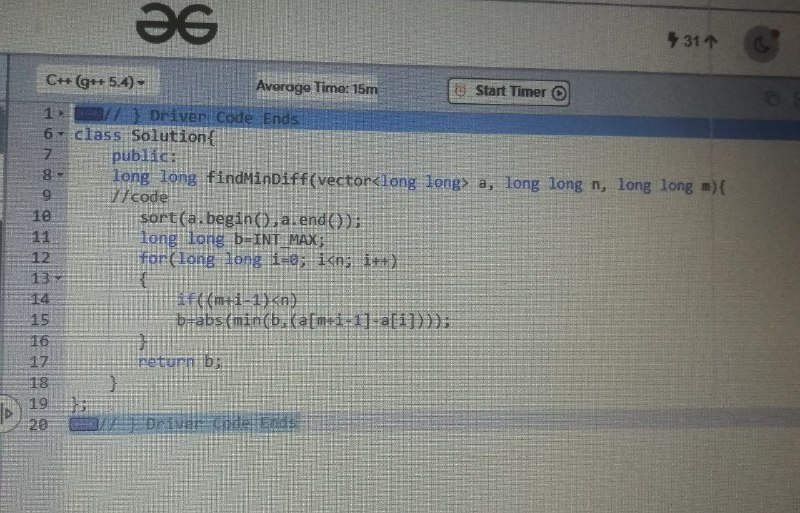 31
C++ (g++ 5.4)
Average Time: 15m
Start Timer
1 // } Driver Code Ends
6 class Solution{
7 public:
8 long long findMinDiff(vector<long long> a, long long n, long long m){
9 //code
10 sort(a.begin(),a.end());
11 long long b=INT_MAX;
12 for(long long i=0; i<n; i++)
13 {
14 if((m+i-1)<n)
15 b=abs(min(b,(a[m+i-1]-a[i])));
16 }
17 return b;
18 }
19 };
20 // } Driver Code Ends